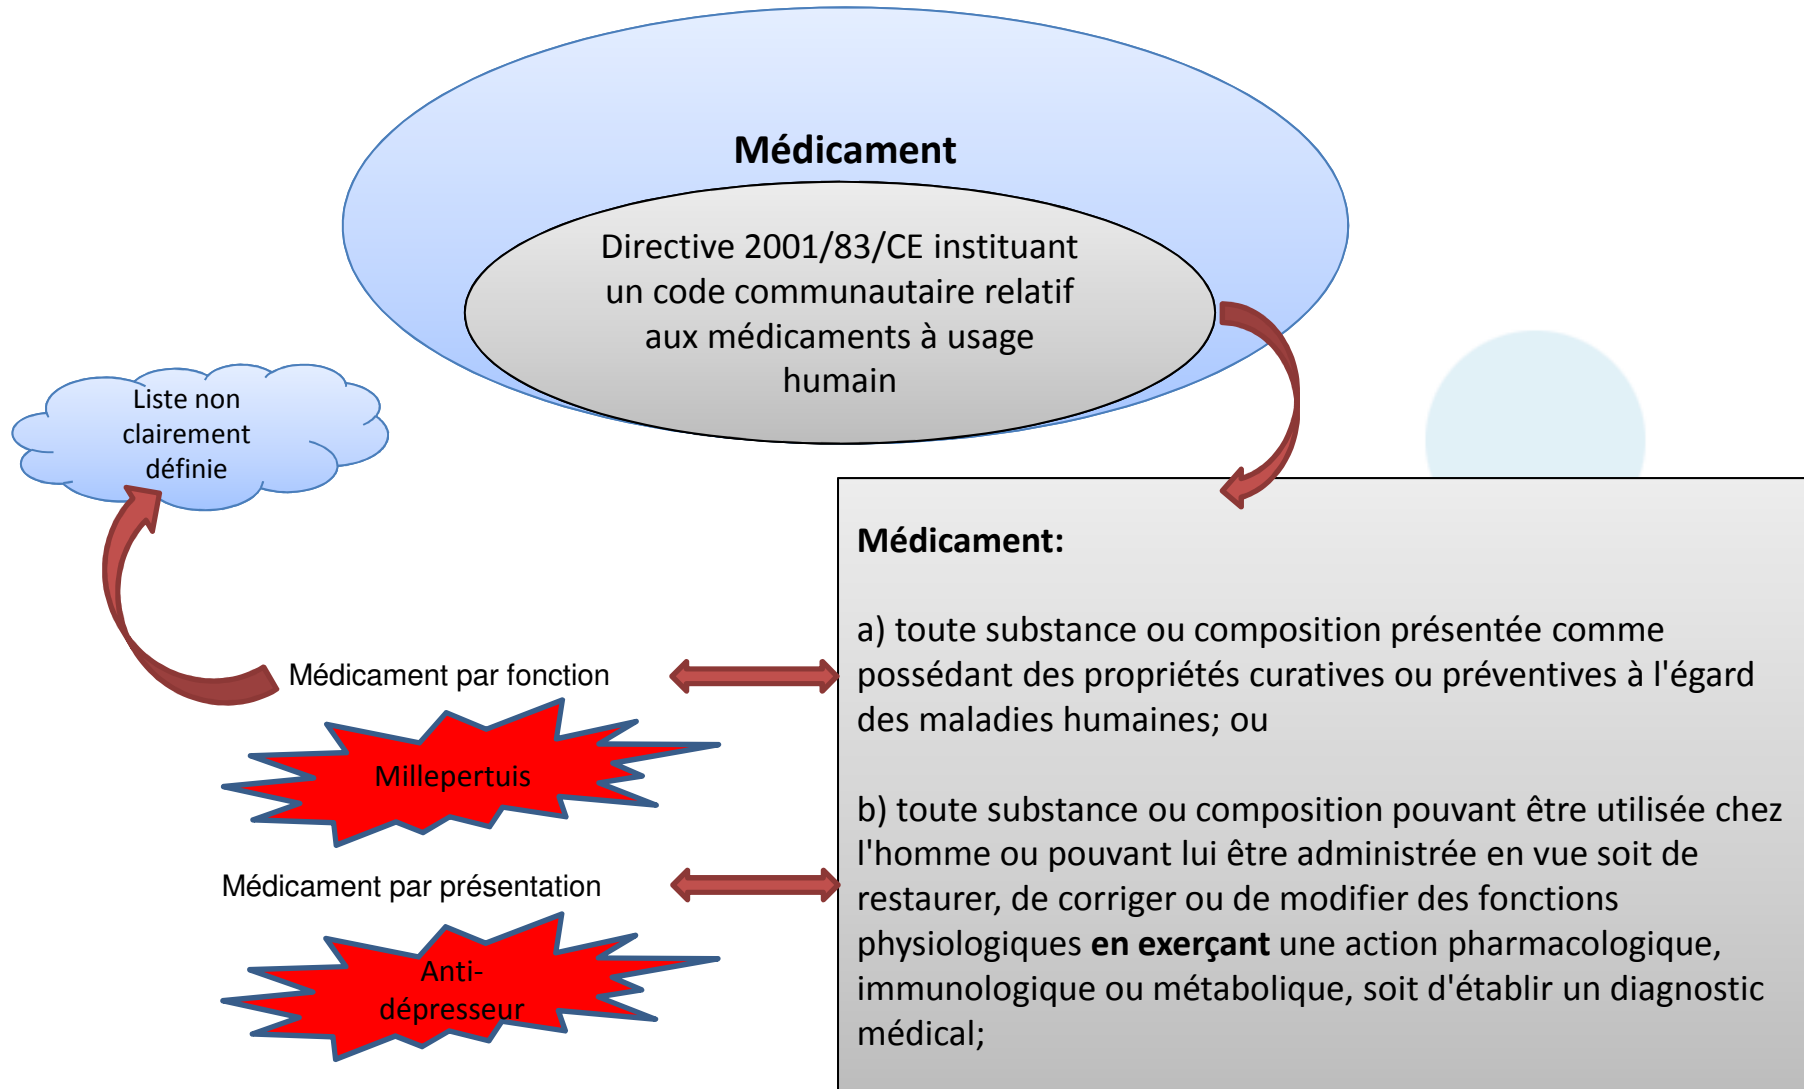 Médicament
Directive 2001/83/CE instituant
un code communautaire relatif
aux médicaments à usage
humain
Liste non
clairement
définie
Médicament par fonction
Millepertuis
Médicament par présentation
Anti-
dépresseur
Médicament:
a) toute substance ou composition présentée comme
possédant des propriétés curatives ou préventives à l'égard
des maladies humaines; ou
b) toute substance ou composition pouvant être utilisée chez
l'homme ou pouvant lui être administrée en vue soit de
restaurer, de corriger ou de modifier des fonctions
physiologiques en exerçant une action pharmacologique,
immunologique ou métabolique, soit d'établir un diagnostic
médical;